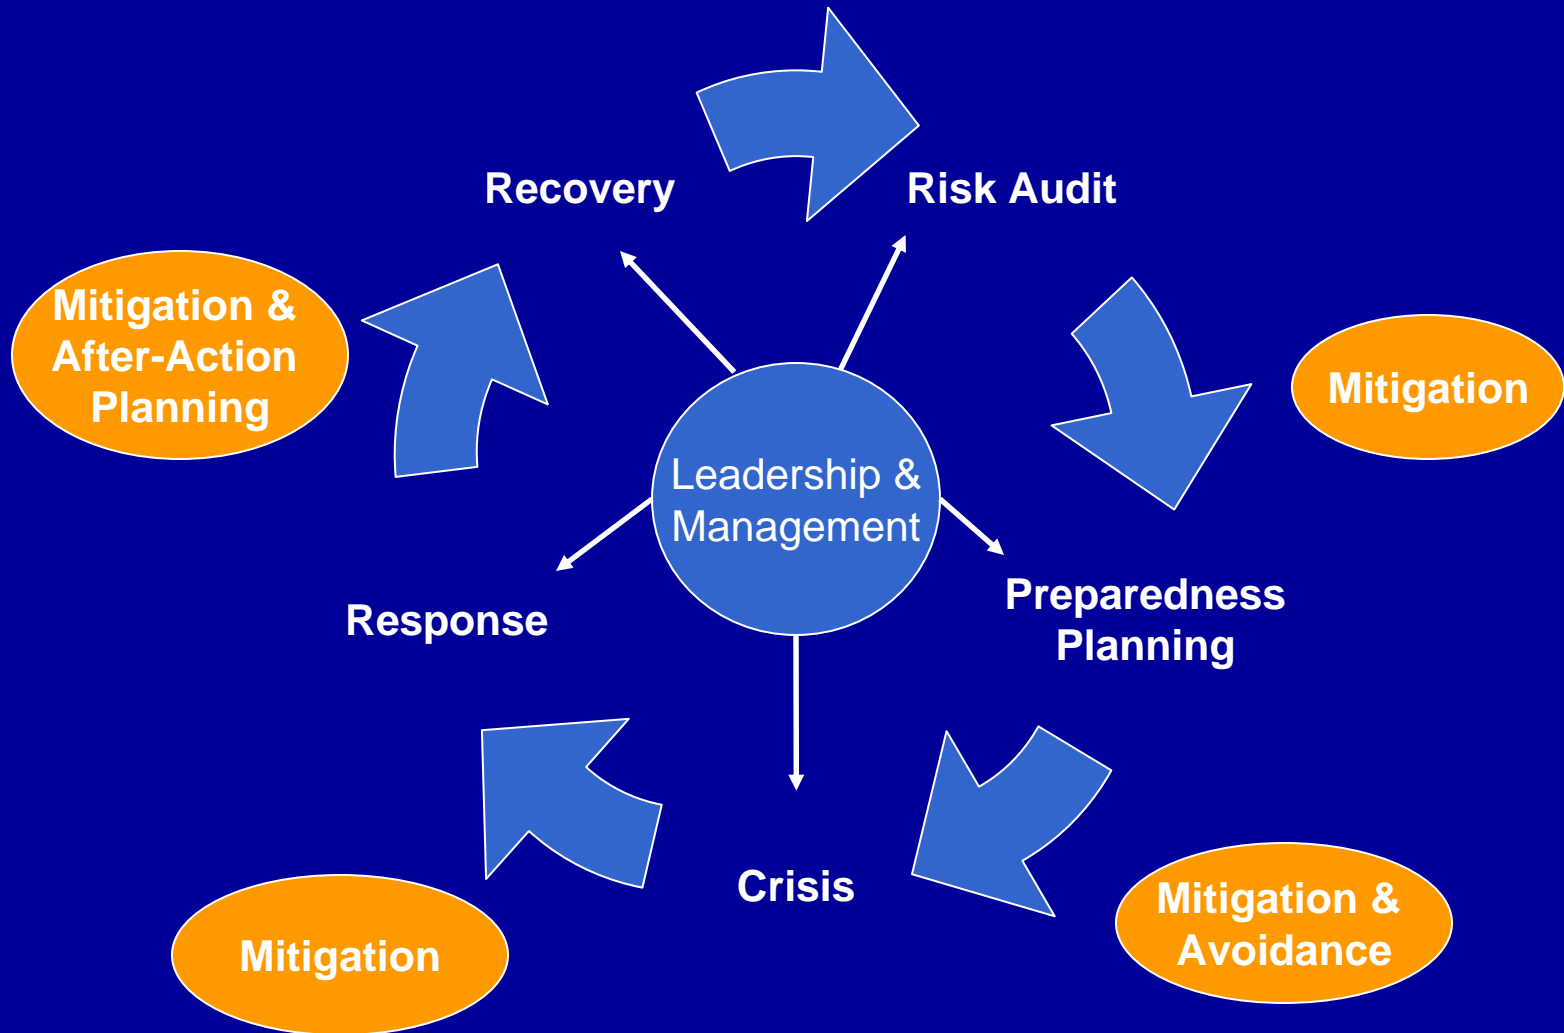 Recovery
Risk Audit
Mitigation &
After-Action
Planning
Mitigation
Leadership &
Management
Preparedness
Planning
Response
Crisis
Mitigation &
Avoidance
Mitigation